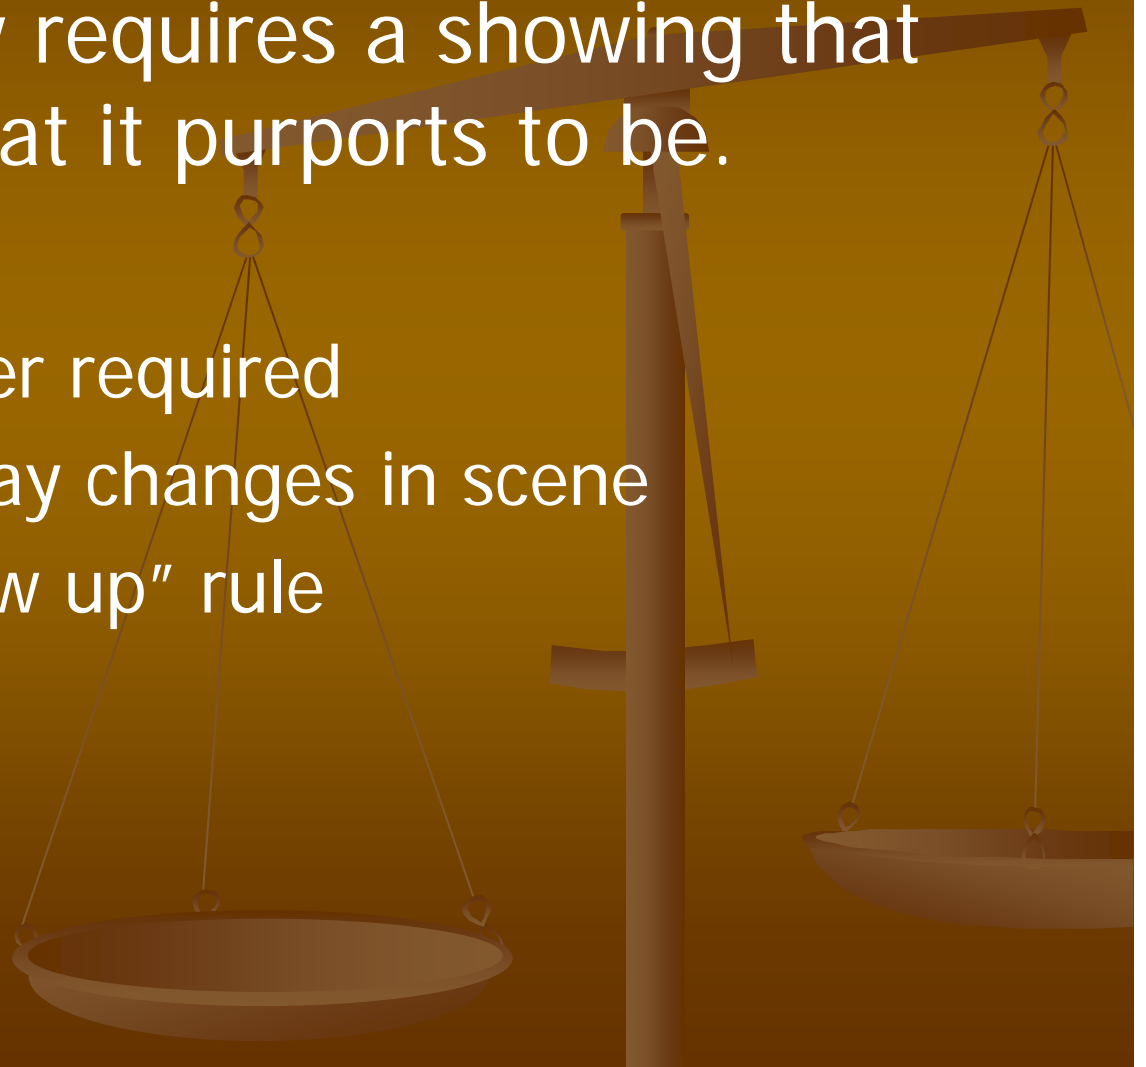 requires a showing that
at it purports to be.
er required
ay changes in scene
w up” rule